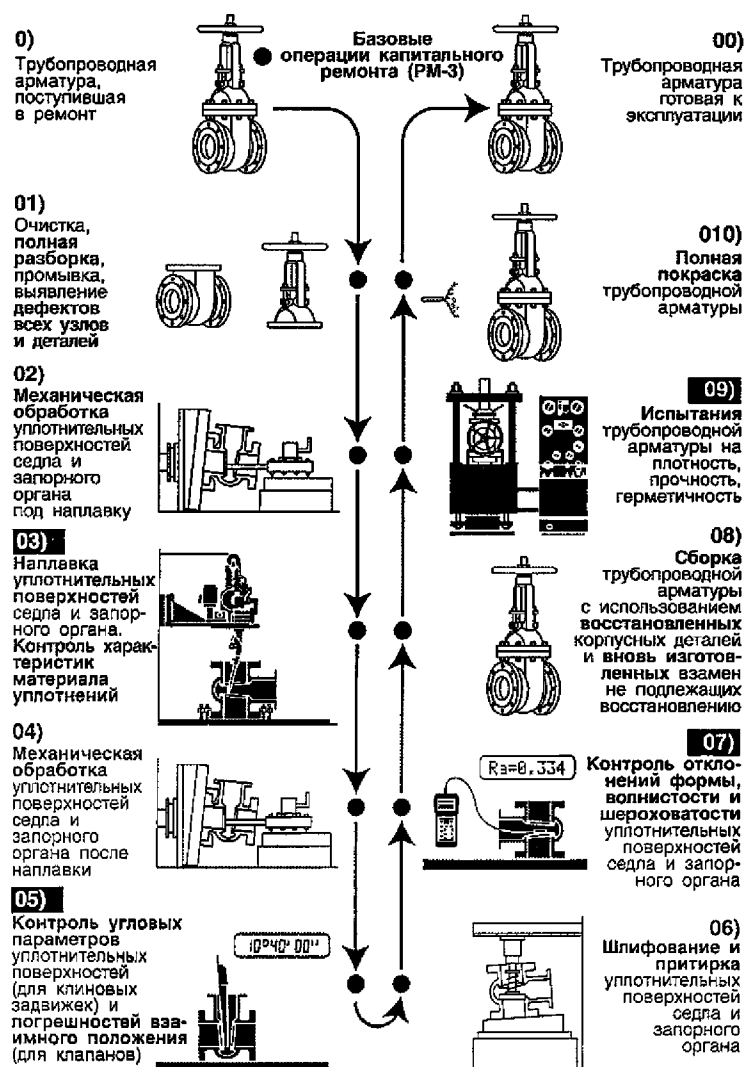 0)
Трубопроводная
арматура,
поступившая
в ремонт
Базовые
операции капитального
ремонта (РМ-3)
00)
Трубопроводная
арматура
готовая к
эксплуатации
01)
Очистка,
полная
разборка,
промывка,
выявление
дефектов
всех узлов
и деталей
02)
Механическая
обработка
уплотнительных
поверхностей
седла и
запорного
органа
под наплавку
03)
Наплавка
уплотнительных
поверхностей
седла и запор-
ного органа.
Контроль харак-
теристик
материала
уплотнений
04)
Механическая
обработка
уплотнительных
поверхностей
седла и
запорного
органа после
наплавки
05)
Контроль угловых
параметров
уплотнительных
поверхностей
(для клиновых
задвижек) и
погрешностей вза-
имного положения
(для клапанов)
10°40' 00"
06)
Шлифование и
притирка
уплотнительных
поверхностей
седла и
запорного
органа
07)
Ra=0.334
Контроль откло-
нений формы,
волнистости и
шероховатости
уплотнительных
поверхностей
седла и запор-
ного органа
08)
Сборка
трубопроводной
арматуры
с использованием
восстановленных
корпусных деталей
и вновь изготов-
ленных взамен
не подлежащих
восстановлению
09)
Испытания
трубопроводной
арматуры на
плотность,
прочность,
герметичность
010)
Полная
покраска
трубопроводной
арматуры